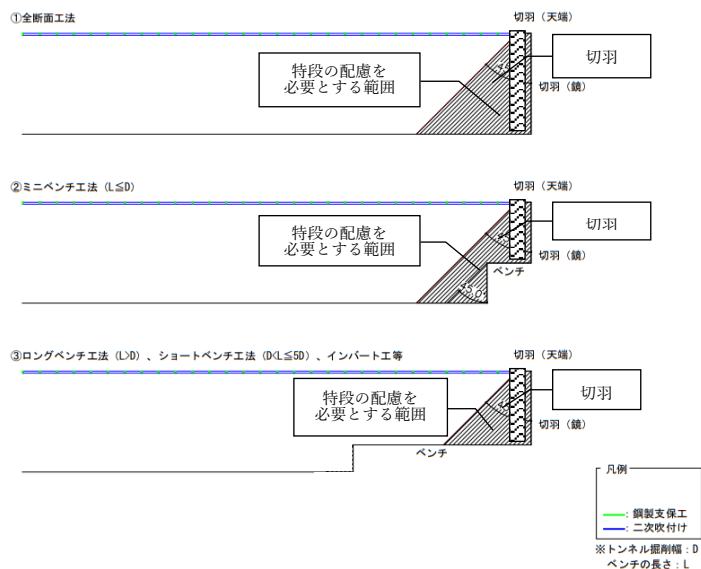 ①全断面工法
切羽（天端）
特段の配慮を
必要とする範囲
切羽
切羽（鏡）
②ミニベンチ工法（L≦D）
切羽（天端）
特段の配慮を
必要とする範囲
切羽
切羽（鏡）
ベンチ
45.0
③ロングベンチ工法（L>D）、ショートベンチ工法（D<L≦5D）、インバート工等
切羽（天端）
特段の配慮を
必要とする範囲
切羽
切羽（鏡）
ベンチ
凡例
：鋼製支保工
：二次吹付け
※トンネル掘削幅：D
ベンチの長さ：L